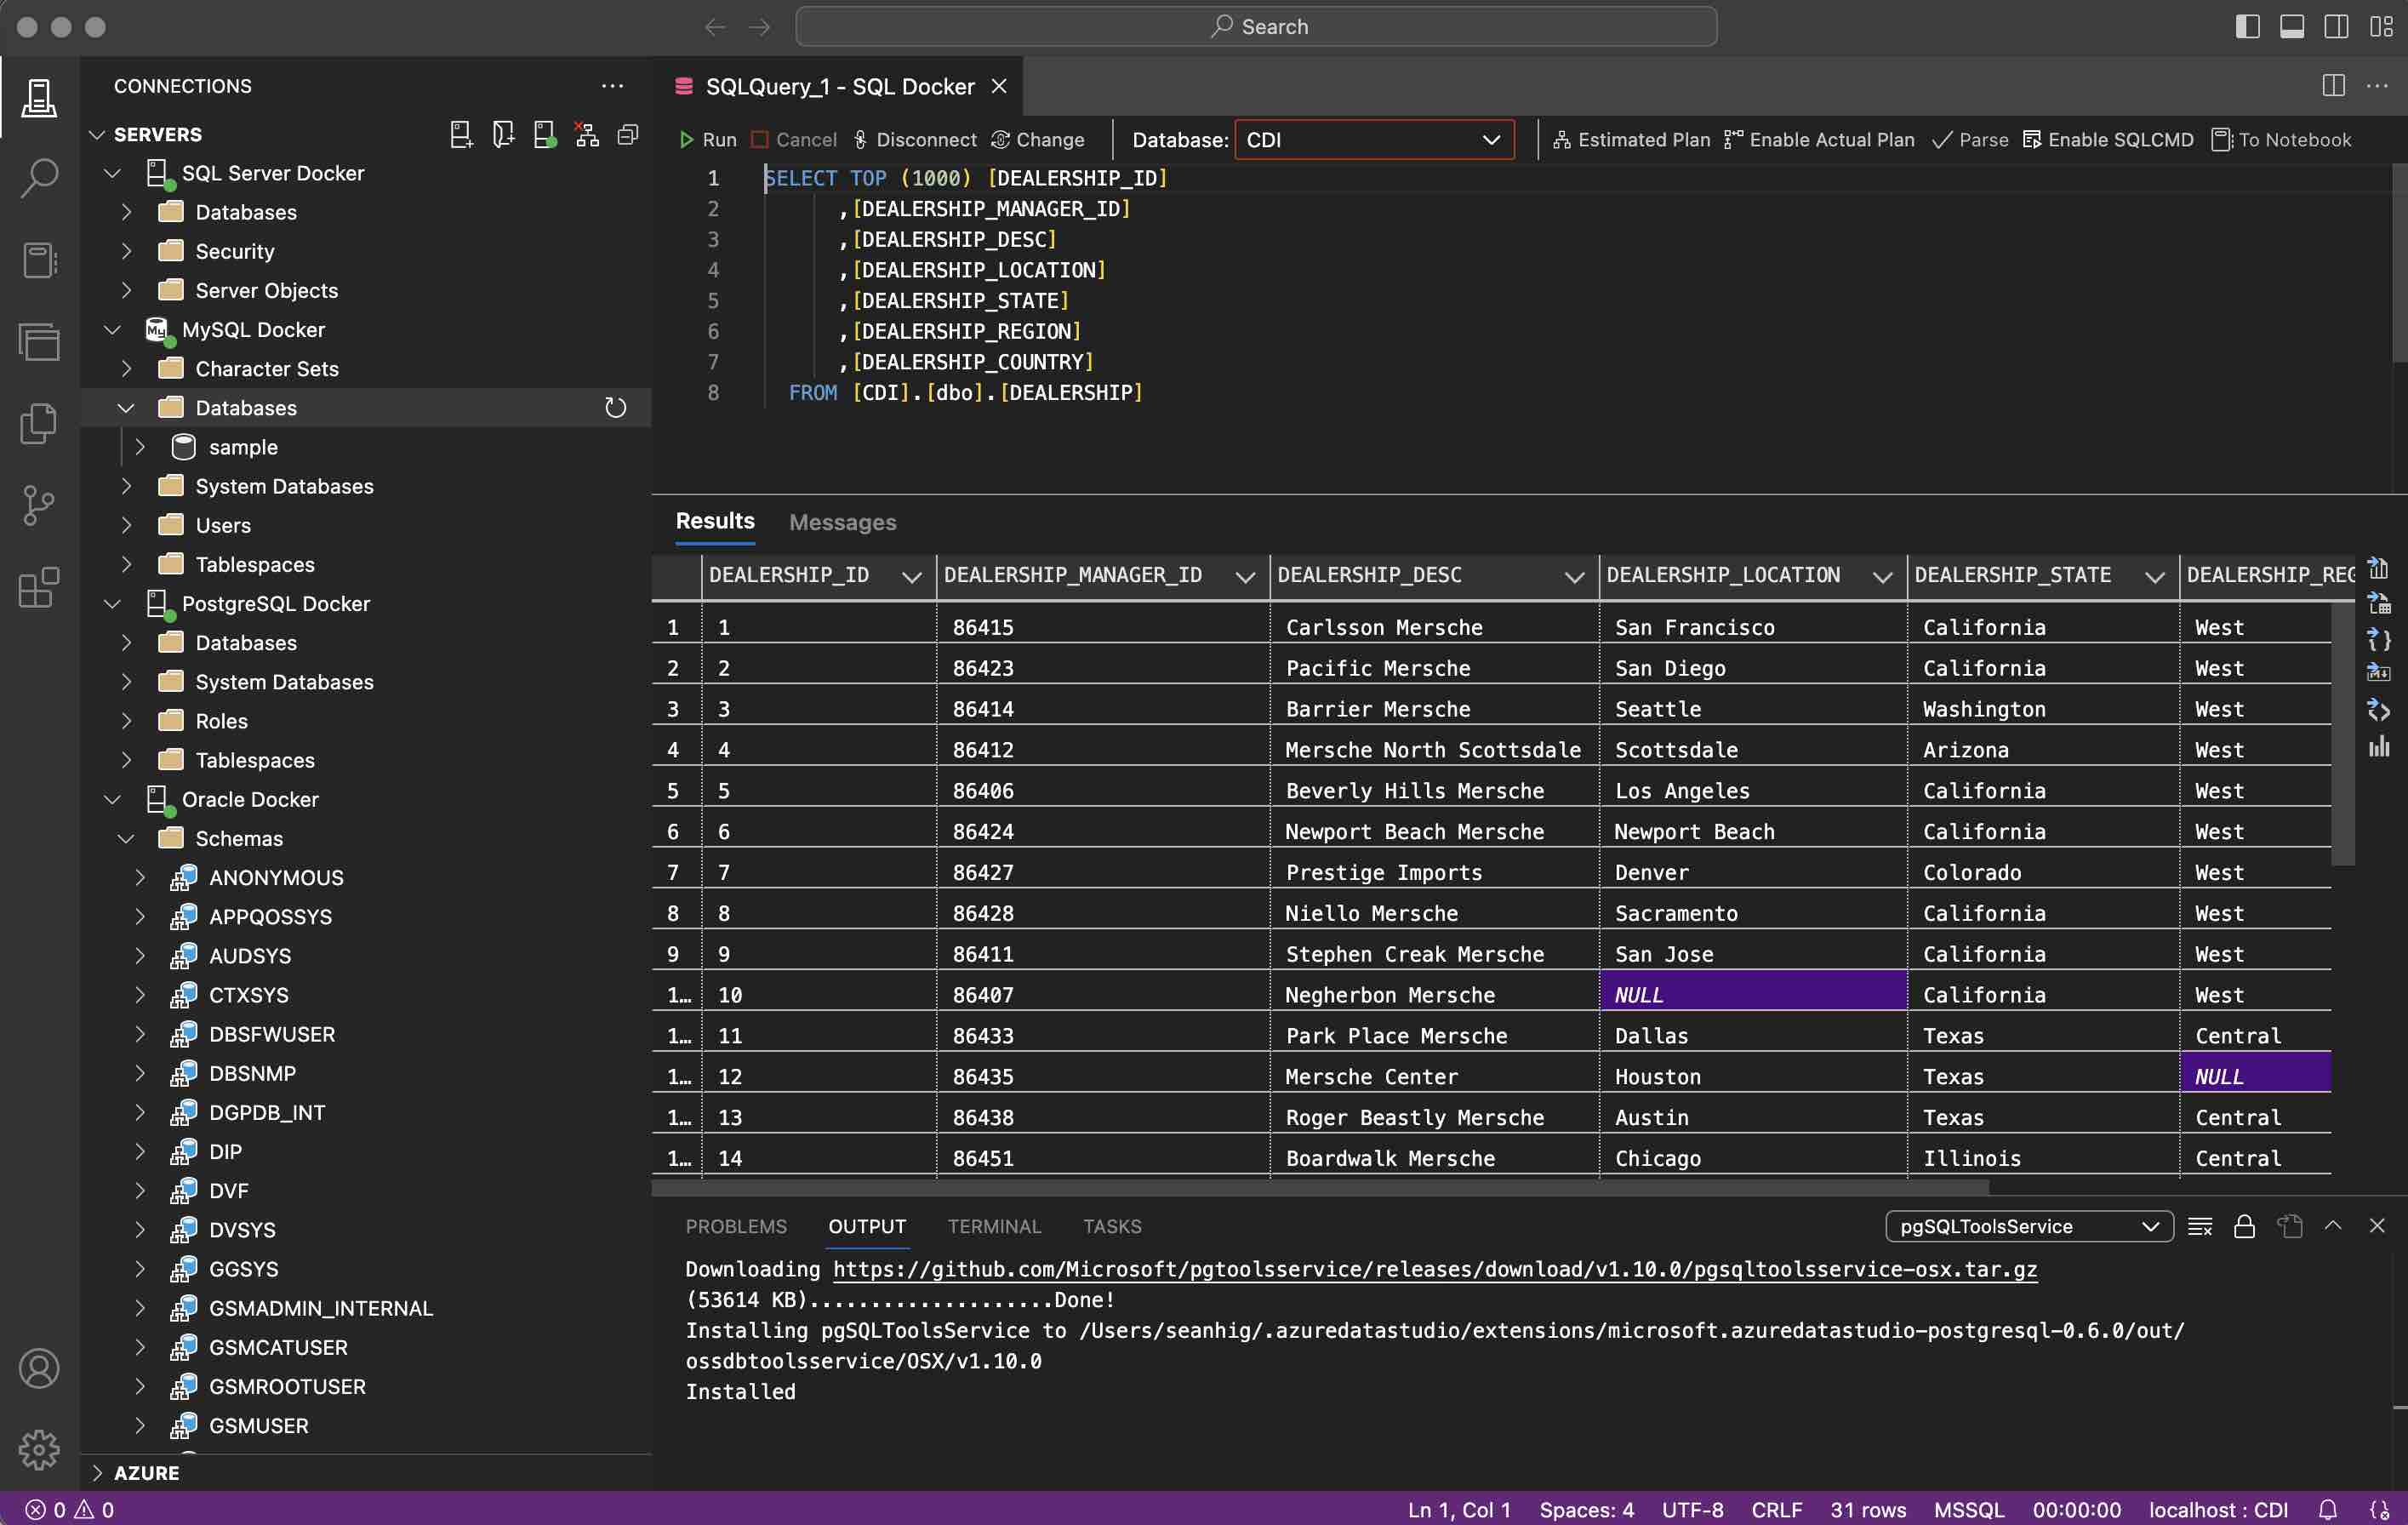 Search
CONNECTIONS
SERVERS
SQL Server Docker
Databases
Security
Server Objects
MySQL Docker
Character Sets
Databases
sample
System Databases
Users
Tablespaces
PostgreSQL Docker
Databases
System Databases
Roles
Tablespaces
Oracle Docker
Schemas
ANONYMOUS
APPQOSSYS
AUDSYS
CTXSYS
DBSFWUSER
DBSNMP
DGPDB_INT
DIP
DVF
DVSYS
GGSYS
GSMADMIN_INTERNAL
GSMCATUSER
GSMROOTUSER
GSMUSER
AZURE
SQLQuery_1 - SQL Docker
Run Cancel Disconnect Change Database: CDI Estimated Plan Enable Actual Plan Parse Enable SQLCMD To Notebook
1 SELECT TOP (1000) [DEALERSHIP_ID]
2 ,[DEALERSHIP_MANAGER_ID]
3 ,[DEALERSHIP_DESC]
4 ,[DEALERSHIP_LOCATION]
5 ,[DEALERSHIP_STATE]
6 ,[DEALERSHIP_REGION]
7 ,[DEALERSHIP_COUNTRY]
8 FROM [CDI].[dbo].[DEALERSHIP]
Results Messages
DEALERSHIP_ID DEALERSHIP_MANAGER_ID DEALERSHIP_DESC DEALERSHIP_LOCATION DEALERSHIP_STATE DEALERSHIP_REG
1 1 86415 Carlsson Mersche San Francisco California West
2 2 86423 Pacific Mersche San Diego California West
3 3 86414 Barrier Mersche Seattle Washington West
4 4 86412 Mersche North Scottsdale Scottsdale Arizona West
5 5 86406 Beverly Hills Mersche Los Angeles California West
6 6 86424 Newport Beach Mersche Newport Beach California West
7 7 86427 Prestige Imports Denver Colorado West
8 8 86428 Niello Mersche Sacramento California West
9 9 86411 Stephen Creak Mersche San Jose California West
1… 10 86407 Negherbon Mersche NULL California West
1… 11 86433 Park Place Mersche Dallas Texas Central
1… 12 86435 Mersche Center Houston Texas NULL
1… 13 86438 Roger Beastly Mersche Austin Texas Central
1… 14 86451 Boardwalk Mersche Chicago Illinois Central
PROBLEMS OUTPUT TERMINAL TASKS pgSQLToolsService
Downloading https://github.com/Microsoft/pgtoolsservice/releases/download/v1.10.0/pgsqltoolsservice-osx.tar.gz
(53614 KB)....................Done!
Installing pgSQLToolsService to /Users/seanhig/.azuredatastudio/extensions/microsoft.azuredatastudio-postgresql-0.6.0/out/
ossdbtoolsservice/OSX/v1.10.0
Installed
0 0 Ln 1, Col 1 Spaces: 4 UTF-8 CRLF 31 rows MSSQL 00:00:00 localhost : CDI